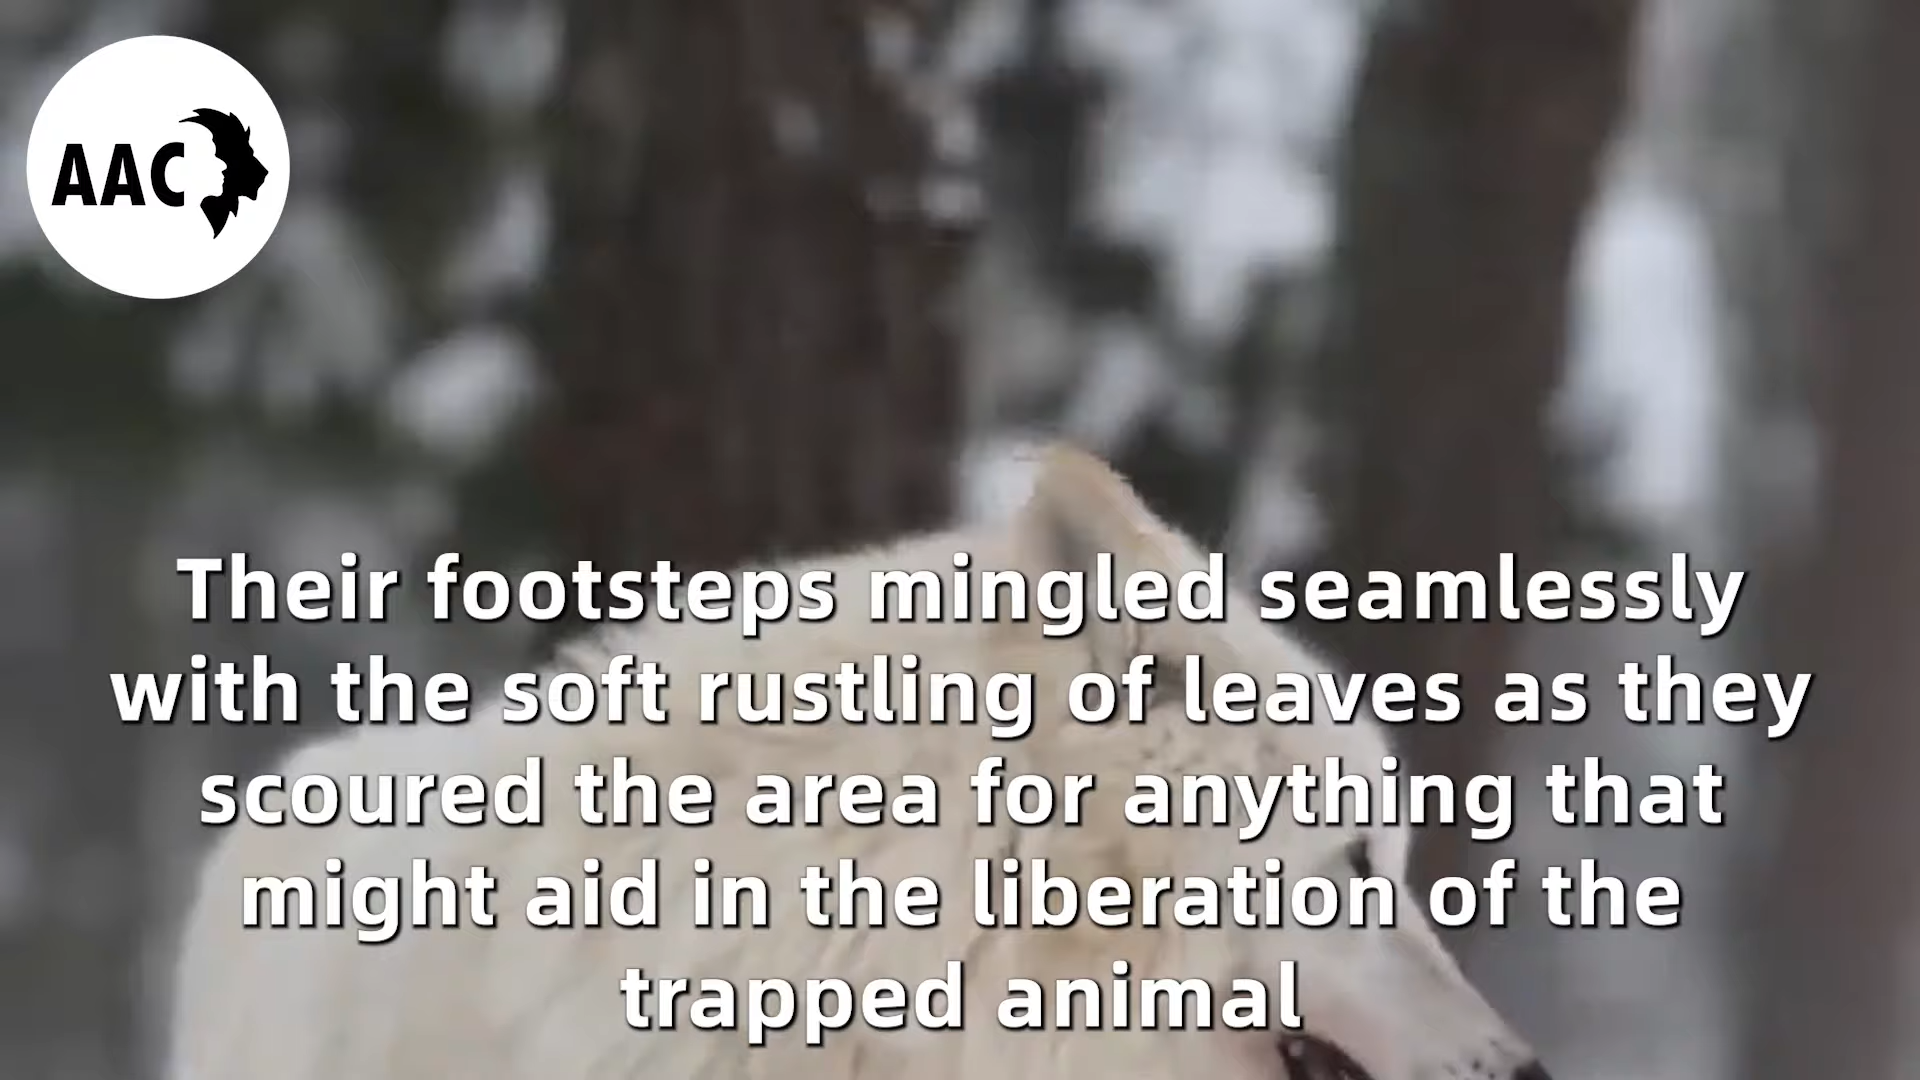 AAC
Their footsteps mingled seamlessly
with the soft rustling of leaves as they
scoured the area for anything that
might aid in the liberation of the
trapped animal